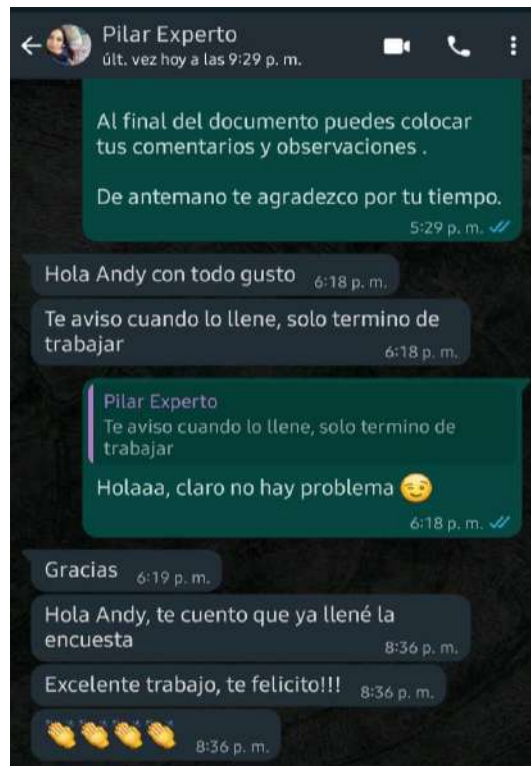 Pilar Experto
últ. vez hoy a las 9:29 p. m.
Al final del documento puedes colocar
tus comentarios y observaciones .
De antemano te agradezco por tu tiempo.
5:29 p. m.
Hola Andy con todo gusto 6:18 p. m.
Te aviso cuando lo llene, solo termino de
trabajar 6:18 p. m.
Pilar Experto
Te aviso cuando lo llene, solo termino de
trabajar
Holaaa, claro no hay problema 😏
6:18 p. m.
Gracias 6:19 p. m.
Hola Andy, te cuento que ya llené la
encuesta 8:36 p. m.
Excelente trabajo, te felicito!!! 8:36 p. m.
👏👏👏👏 8:36 p. m.